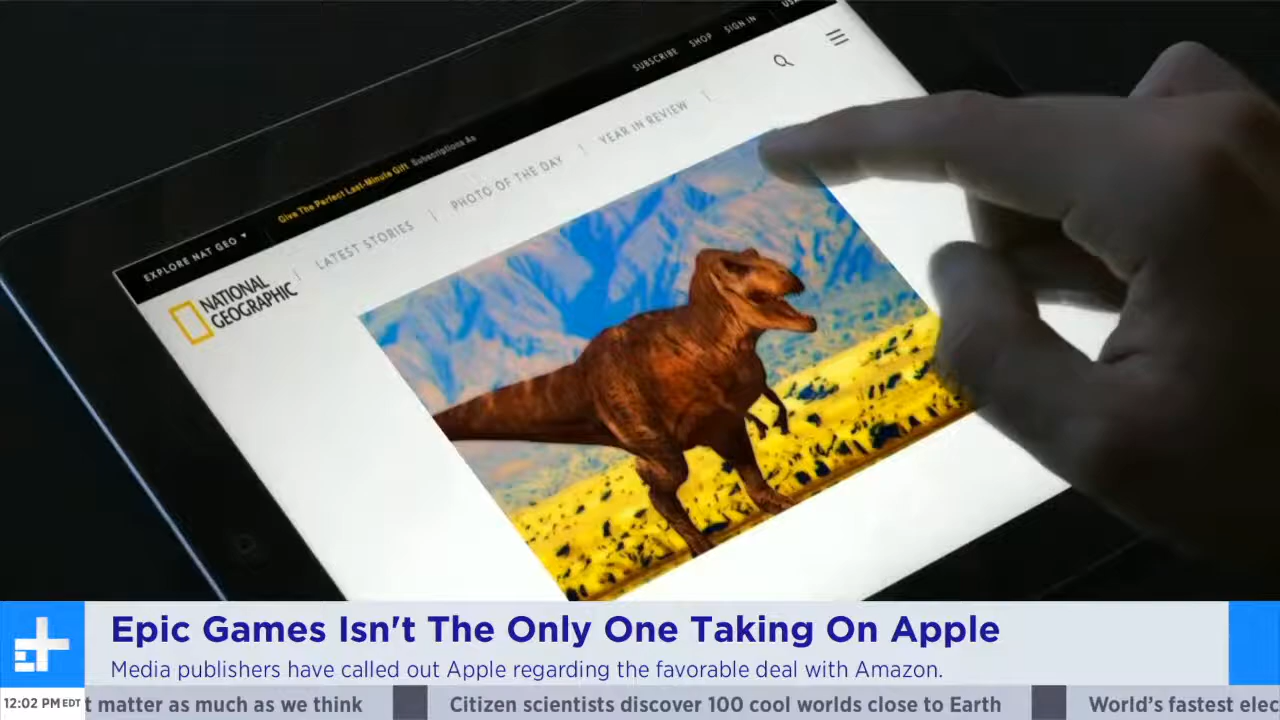 SUBSCRIBE SHOP SIGN IN
Give The Perfect Last-Minute Gift Subscriptions As
EXPLORE NAT GEO
NATIONAL
GEOGRAPHIC
LATEST STORIES | PHOTO OF THE DAY | YEAR IN REVIEW |
Epic Games Isn't The Only One Taking On Apple
Media publishers have called out Apple regarding the favorable deal with Amazon.
12:02 PM EDT
t matter as much as we think
Citizen scientists discover 100 cool worlds close to Earth
World's fastest elec